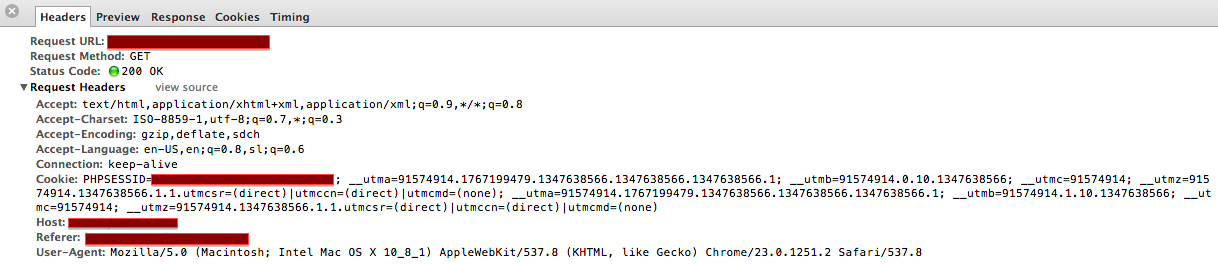 Headers Preview Response Cookies Timing
Request URL:
Request Method: GET
Status Code: 200 OK
Request Headers view source
Accept: text/html,application/xhtml+xml,application/xml;q=0.9,*/*;q=0.8
Accept-Charset: ISO-8859-1,utf-8;q=0.7,*;q=0.3
Accept-Encoding: gzip,deflate,sdch
Accept-Language: en-US,en;q=0.8,sl;q=0.6
Connection: keep-alive
Cookie: PHPSESSID= ; __utma=91574914.1767199479.1347638566.1347638566.1347638566.1; __utmb=91574914.0.10.1347638566; __utmc=91574914; __utmz=915
74914.1347638566.1.1.utmcsr=(direct)|utmccn=(direct)|utmcmd=(none); __utma=91574914.1767199479.1347638566.1347638566.1347638566.1; __utmb=91574914.1.10.1347638566; __ut
mc=91574914; __utmz=91574914.1347638566.1.1.utmcsr=(direct)|utmccn=(direct)|utmcmd=(none)
Host:
Referer:
User-Agent: Mozilla/5.0 (Macintosh; Intel Mac OS X 10_8_1) AppleWebKit/537.8 (KHTML, like Gecko) Chrome/23.0.1251.2 Safari/537.8